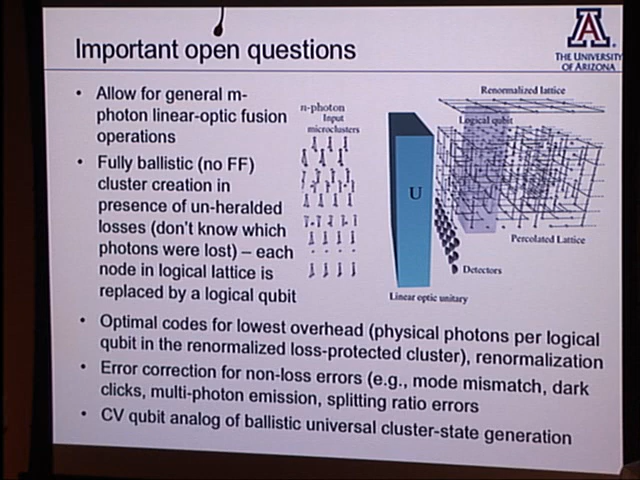 Important open questions
THE UNIVERSITY
OF ARIZONA
• Allow for general m-
photon linear-optic fusion
operations
• Fully ballistic (no FF)
cluster creation in
presence of un-heralded
losses (don't know which
photons were lost) – each
node in logical lattice is
replaced by a logical qubit
n-photon
Input
microclusters
U
Linear optic unitary
Detectors
Renormalized lattice
Logical qubit
Percolated Lattice
• Optimal codes for lowest overhead (physical photons per logical
qubit in the renormalized loss-protected cluster), renormalization
• Error correction for non-loss errors (e.g., mode mismatch, dark
clicks, multi-photon emission, splitting ratio errors
• CV qubit analog of ballistic universal cluster-state generation